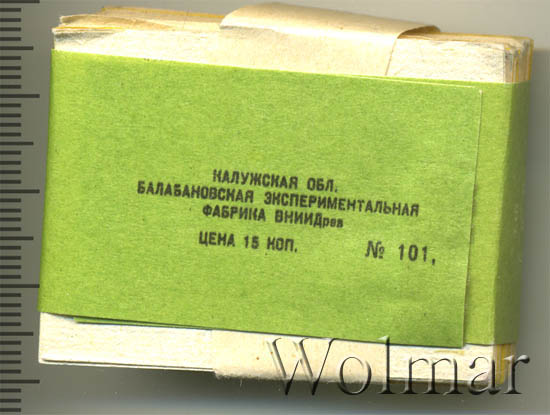 КАЛУЖСКАЯ ОБЛ.
БАЛАБАНОВСКАЯ ЭКСПЕРИМЕНТАЛЬНАЯ
ФАБРИКА ВНИИДрев
ЦЕНА 15 КОП. № 101,
Wolmar